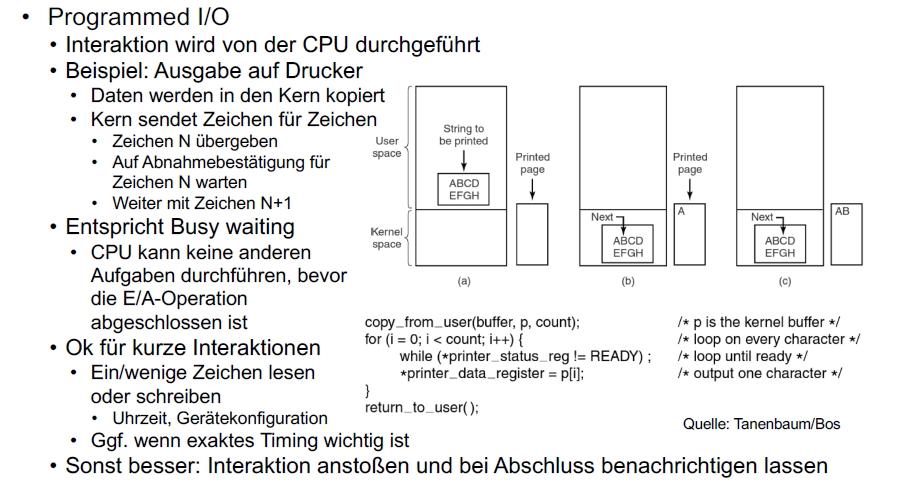 • Programmed I/O
• Interaktion wird von der CPU durchgeführt
• Beispiel: Ausgabe auf Drucker
• Daten werden in den Kern kopiert
• Kern sendet Zeichen für Zeichen
• Zeichen N übergeben
• Auf Abnahmebestätigung für
Zeichen N warten
• Weiter mit Zeichen N+1
• Entspricht Busy waiting
• CPU kann keine anderen
Aufgaben durchführen, bevor
die E/A-Operation
abgeschlossen ist
• Ok für kurze Interaktionen
• Ein/wenige Zeichen lesen
oder schreiben
• Uhrzeit, Gerätekonfiguration
• Ggf. wenn exaktes Timing wichtig ist
• Sonst besser: Interaktion anstoßen und bei Abschluss benachrichtigen lassen
User
space
Kernel
space
String to
be printed
ABCD
EFGH
Printed
page
(a)
Next
ABCD
EFGH
Printed
page
A
(b)
Next
ABCD
EFGH
AB
(c)
copy_from_user(buffer, p, count); /* p is the kernel buffer */
for (i = 0; i < count; i++) { /* loop on every character */
while (*printer_status_reg != READY) ; /* loop until ready */
*printer_data_register = p[i]; /* output one character */
}
return_to_user( );
Quelle: Tanenbaum/Bos